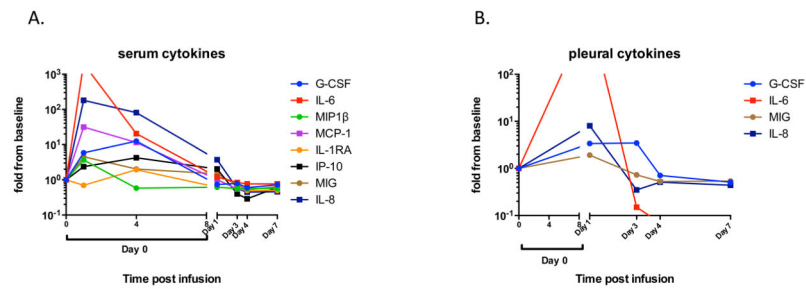 A.
serum cytokines
fold from baseline
10³
10²
10¹
10⁰
10⁻¹
0
4
8
Day 1
Day 3
Day 4
Day 7
Day 0
Time post infusion
G-CSF
IL-6
MIP1β
MCP-1
IL-1RA
IP-10
MIG
IL-8
B.
pleural cytokines
fold from baseline
10²
10¹
10⁰
10⁻¹
0
4
8
Day 1
Day 3
Day 4
Day 7
Day 0
Time post infusion
G-CSF
IL-6
MIG
IL-8